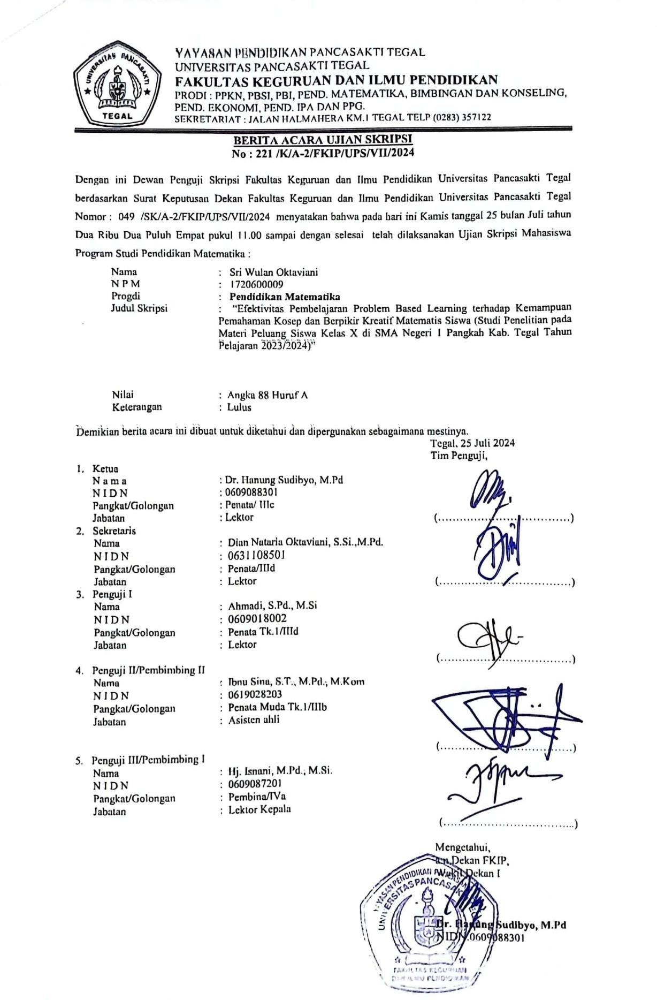 UNIVERSITAS PANCASAKTI
TEGAL
YAYASAN PENDIDIKAN PANCASAKTI TEGAL
UNIVERSITAS PANCASAKTI TEGAL
FAKULTAS KEGURUAN DAN ILMU PENDIDIKAN
PRODI : PPKN, PBSI, PBI, PEND. MATEMATIKA, BIMBINGAN DAN KONSELING,
PEND. EKONOMI, PEND. IPA DAN PPG.
SEKRETARIAT : JALAN HALMAHERA KM.1 TEGAL TELP (0283) 357122
BERITA ACARA UJIAN SKRIPSI
No : 221 /K/A-2/FKIP/UPS/VII/2024
Dengan ini Dewan Penguji Skripsi Fakultas Keguruan dan Ilmu Pendidikan Universitas Pancasakti Tegal
berdasarkan Surat Keputusan Dekan Fakultas Keguruan dan Ilmu Pendidikan Universitas Pancasakti Tegal
Nomor : 049 /SK/A-2/FKIP/UPS/VII/2024 menyatakan bahwa pada hari ini Kamis tanggal 25 bulan Juli tahun
Dua Ribu Dua Puluh Empat pukul 11.00 sampai dengan selesai telah dilaksanakan Ujian Skripsi Mahasiswa
Program Studi Pendidikan Matematika :
Nama : Sri Wulan Oktaviani
N P M : 1720600009
Progdi : Pendidikan Matematika
Judul Skripsi : “Efektivitas Pembelajaran Problem Based Learning terhadap Kemampuan
Pemahaman Kosep dan Berpikir Kreatif Matematis Siswa (Studi Penelitian pada
Materi Peluang Siswa Kelas X di SMA Negeri 1 Pangkah Kab. Tegal Tahun
Pelajaran 2023/2024)”
Nilai : Angka 88 Huruf A
Keterangan : Lulus
Demikian berita acara ini dibuat untuk diketahui dan dipergunakan sebagaimana mestinya.
Tegal, 25 Juli 2024
Tim Penguji,
1. Ketua
N a m a : Dr. Hanung Sudibyo, M.Pd
N I D N : 0609088301
Pangkat/Golongan : Penata/ IIIc
Jabatan : Lektor
(....................................)
2. Sekretaris
Nama : Dian Nataria Oktaviani, S.Si.,M.Pd.
N I D N : 0631108501
Pangkat/Golongan : Penata/IIId
Jabatan : Lektor
(....................................)
3. Penguji I
Nama : Ahmadi, S.Pd., M.Si
N I D N : 0609018002
Pangkat/Golongan : Penata Tk.1/IIId
Jabatan : Lektor
(....................................)
4. Penguji II/Pembimbing II
Nama : Ibnu Sina, S.T., M.Pd., M.Kom
N I D N : 0619028203
Pangkat/Golongan : Penata Muda Tk.1/IIIb
Jabatan : Asisten ahli
(....................................)
5. Penguji III/Pembimbing I
Nama : Hj. Isnani, M.Pd., M.Si.
N I D N : 0609087201
Pangkat/Golongan : Pembina/IVa
Jabatan : Lektor Kepala
(....................................)
Mengetahui,
a.n Dekan FKIP,
Wakil Dekan I
Dr. Hanung Sudibyo, M.Pd
NIDN.0609088301
YAYASAN PENDIDIKAN
UNIVERSITAS PANCASAK
FAKULTAS KEGURUAN
DAN ILMU PENDIDIKAN